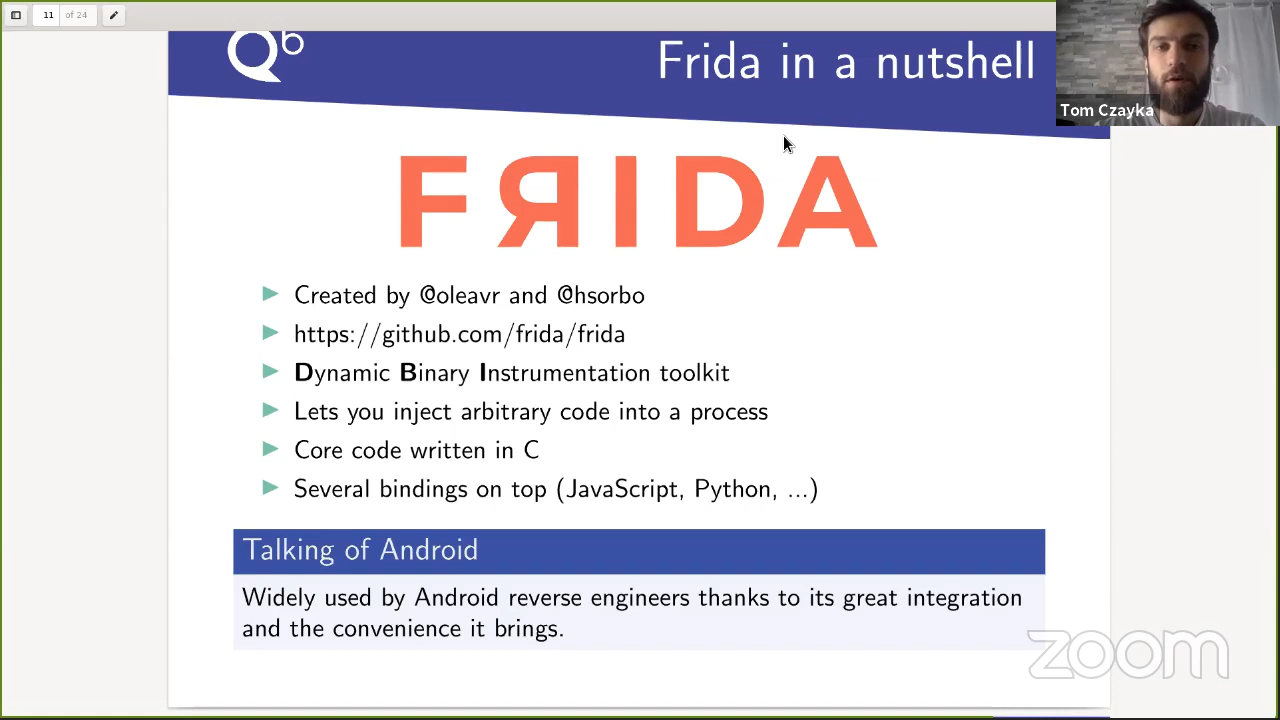 11 of 24
Qb
Frida in a nutshell
Tom Czayka
FRIDA
Created by @oleavr and @hsorbo
https://github.com/frida/frida
Dynamic Binary Instrumentation toolkit
Lets you inject arbitrary code into a process
Core code written in C
Several bindings on top (JavaScript, Python, ...)
Talking of Android
Widely used by Android reverse engineers thanks to its great integration
and the convenience it brings.
zoom